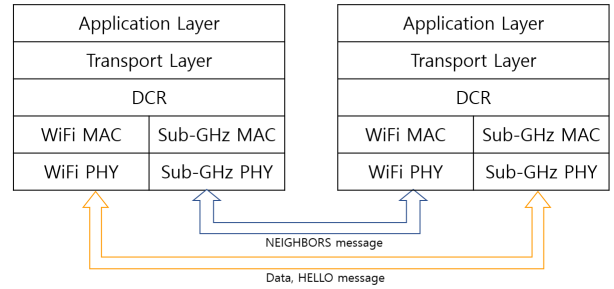 Application Layer
Transport Layer
DCR
WiFi MAC Sub-GHz MAC
WiFi PHY Sub-GHz PHY
Application Layer
Transport Layer
DCR
WiFi MAC Sub-GHz MAC
WiFi PHY Sub-GHz PHY
NEIGHBORS message
Data, HELLO message